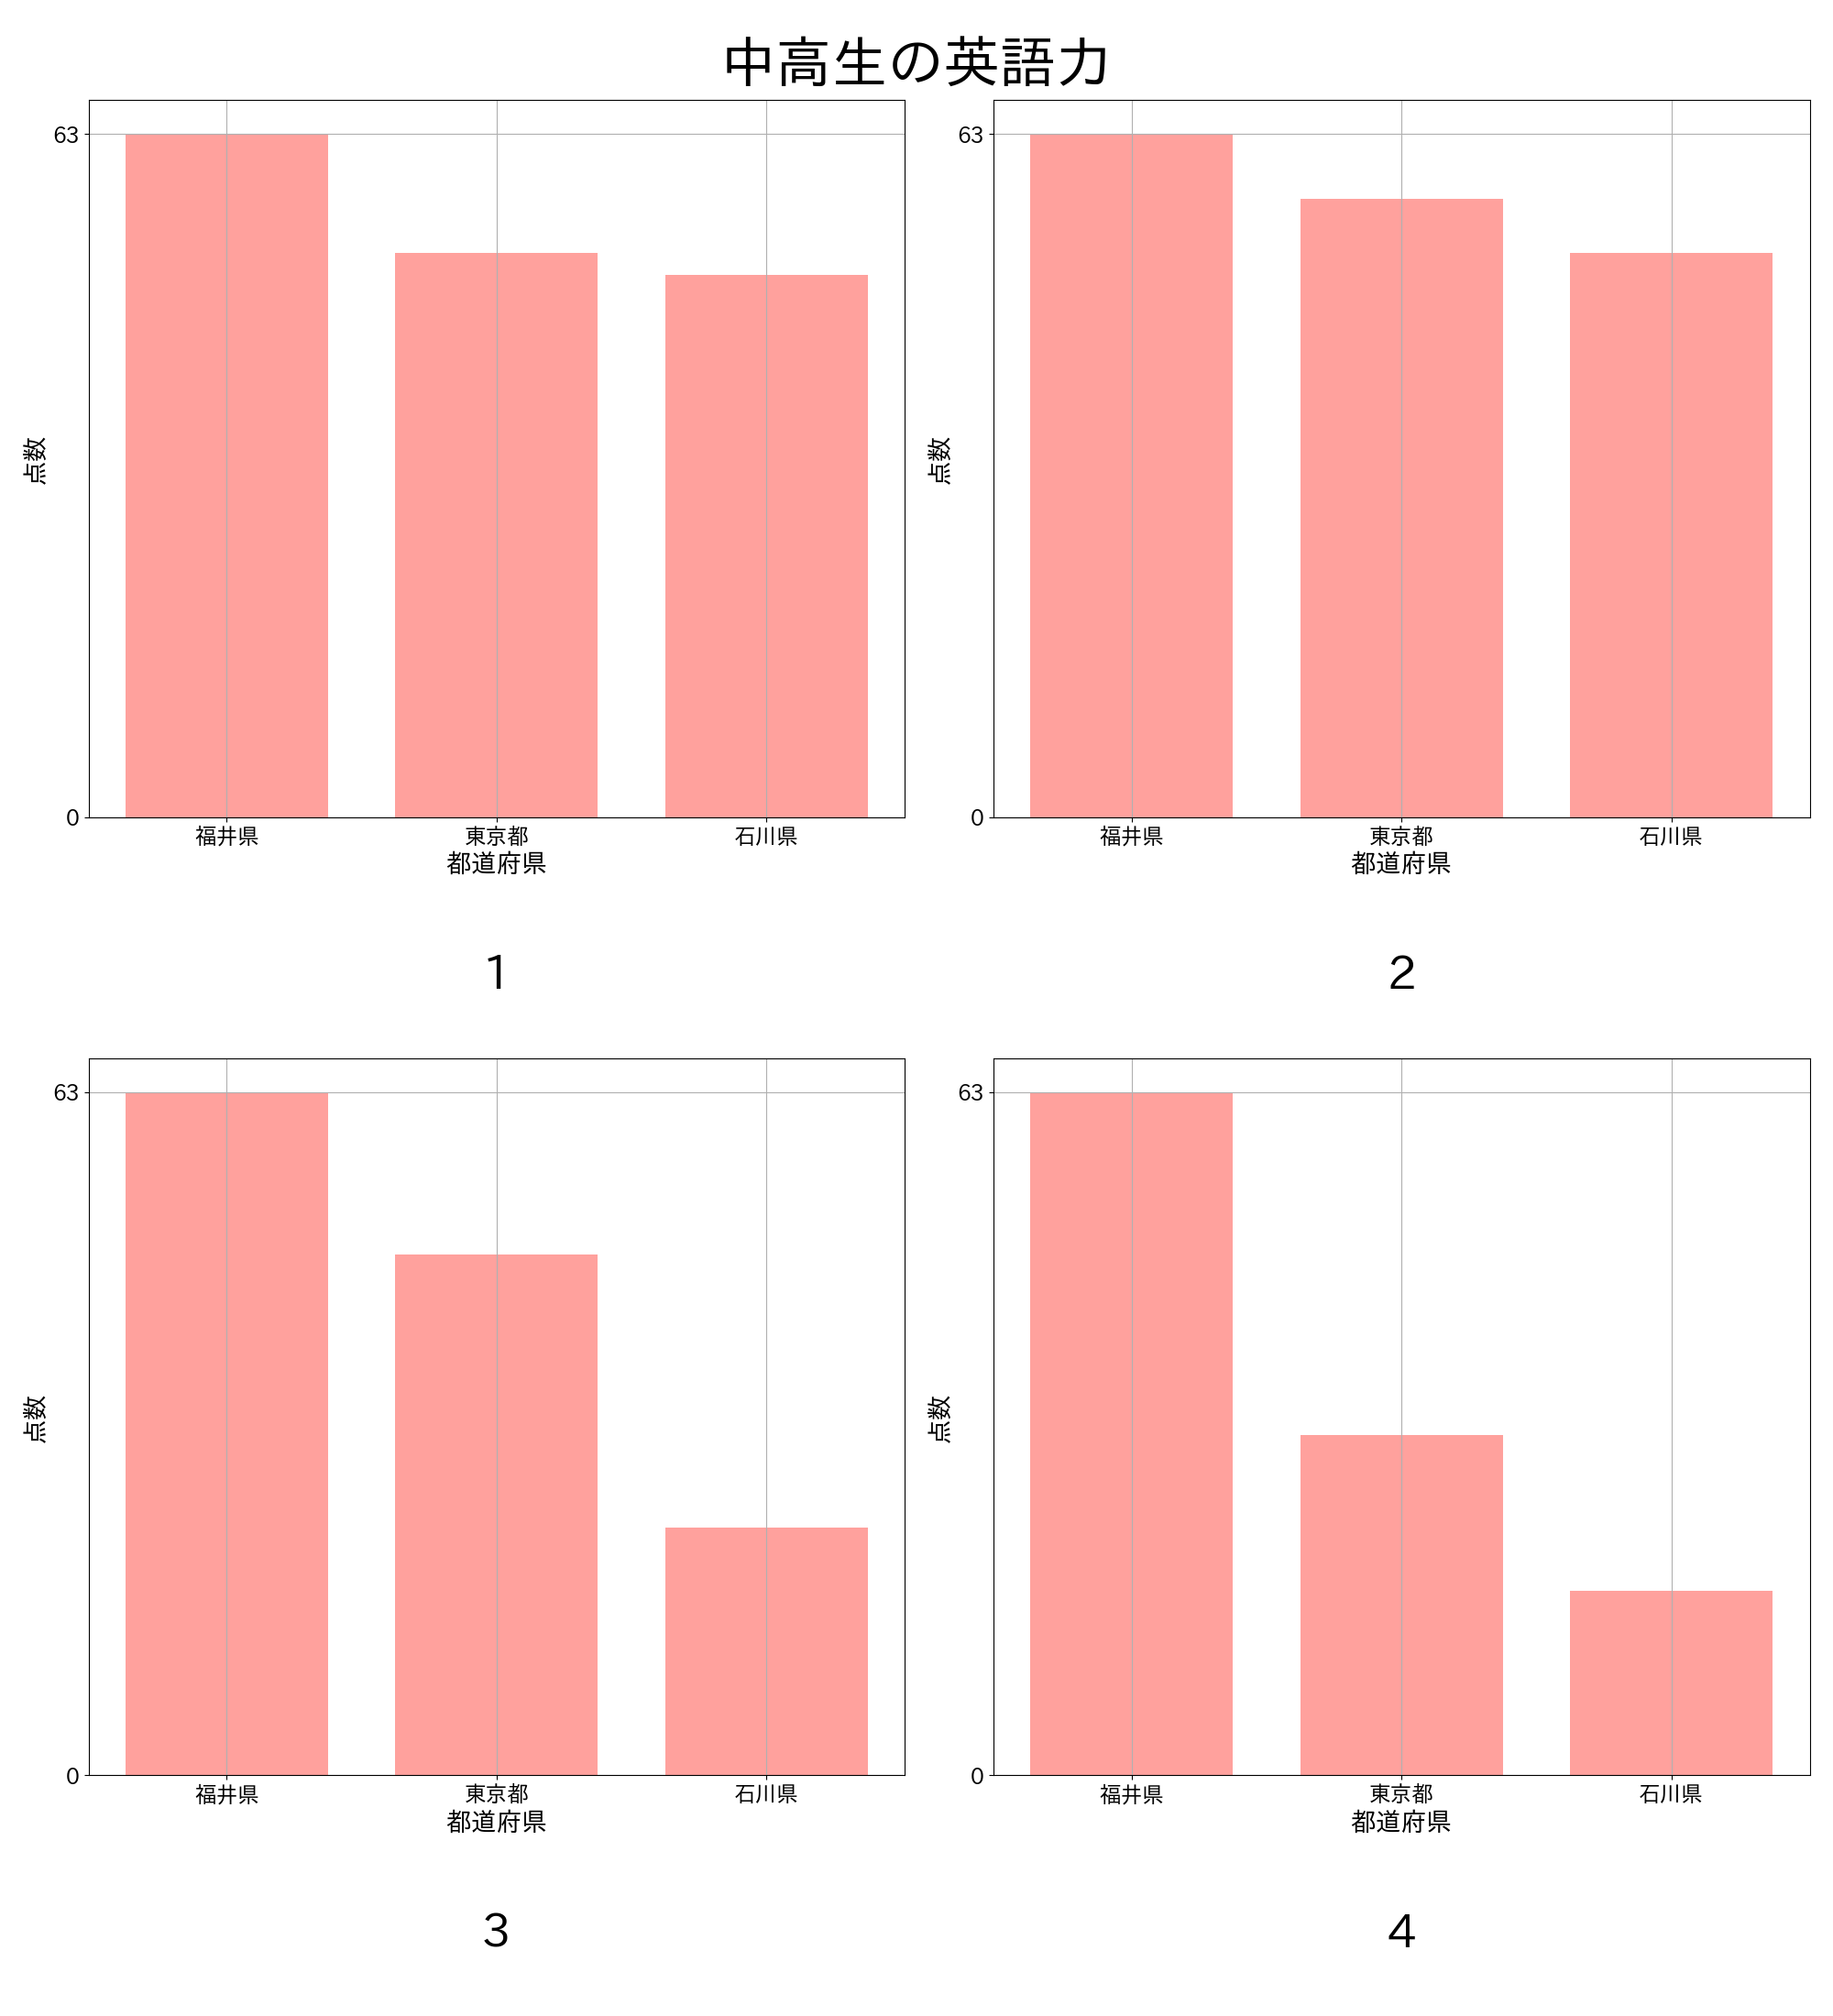 中高生の英語力
63
点数
0
福井県 東京都 石川県
都道府県
1
63
点数
0
福井県 東京都 石川県
都道府県
2
63
点数
0
福井県 東京都 石川県
都道府県
3
63
点数
0
福井県 東京都 石川県
都道府県
4